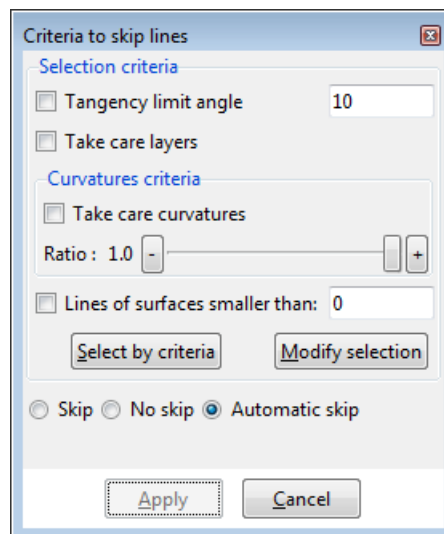 Criteria to skip lines
Selection criteria
Tangency limit angle 10
Take care layers
Curvatures criteria
Take care curvatures
Ratio : 1.0 - +
Lines of surfaces smaller than: 0
Select by criteria Modify selection
Skip No skip Automatic skip
Apply Cancel